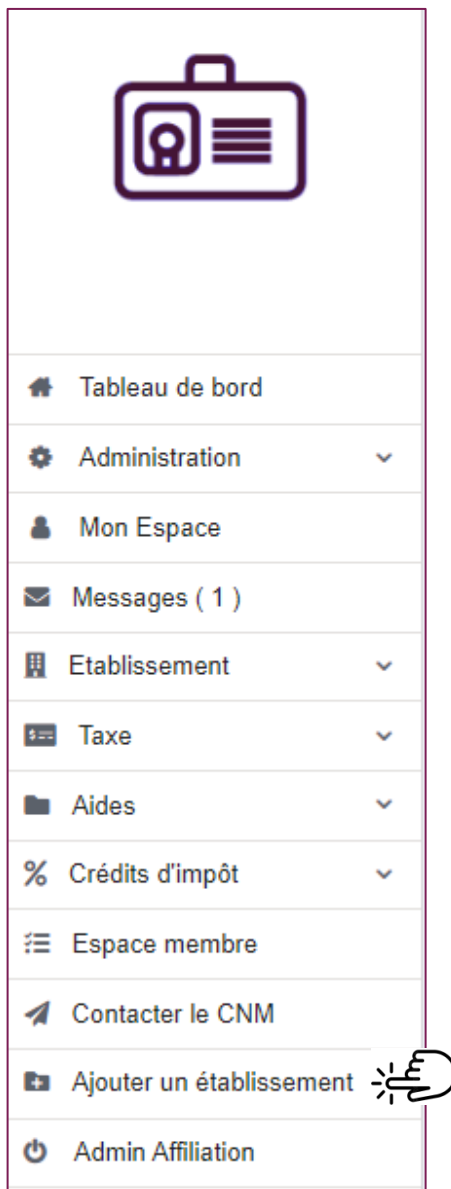 Tableau de bord
Administration
Mon Espace
Messages ( 1 )
Etablissement
Taxe
Aides
Crédits d'impôt
Espace membre
Contacter le CNM
Ajouter un établissement
Admin Affiliation